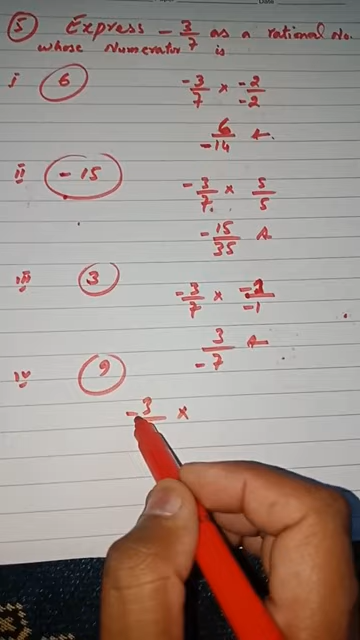 ⑤ Express -3/7 as a rational No.
whose Numerator is
i 6 -3/7 × -2/-2
6/-14 ←
ii -15 -3/7 × 5/5
-15/35 ←
iii 3 -3/7 × -1/-1
3/-7 ←
iv 9
-3/ ×